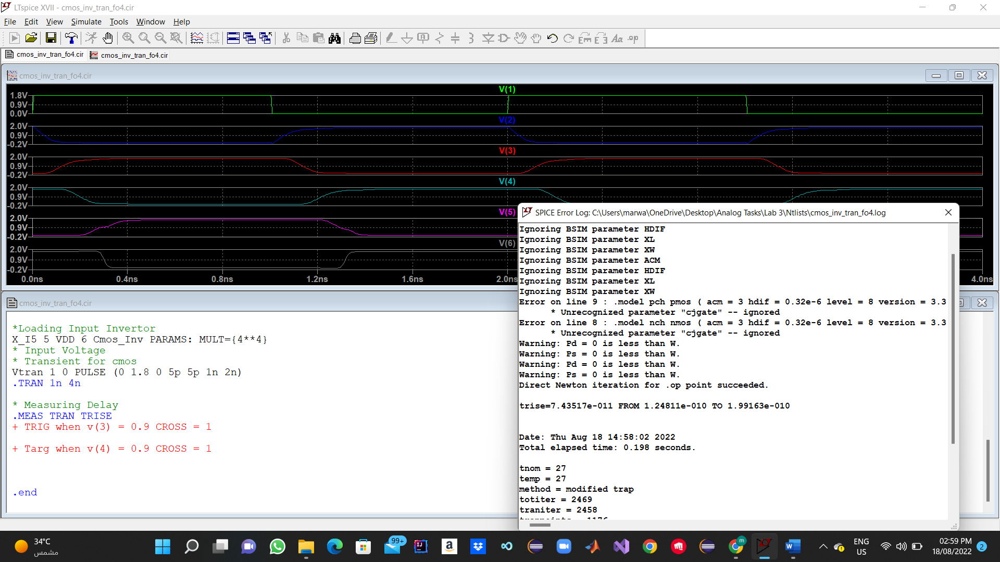 LTspice XVII - cmos_inv_tran_fo4.cir
File Edit View Simulate Tools Window Help
cmos_inv_tran_fo4.cir cmos_inv_tran_fo4.cir
cmos_inv_tran_fo4.cir
V(1)
1.8V
0.9V
0.0V
V(2)
2.0V
0.9V
-0.2V
V(3)
2.0V
0.9V
-0.2V
V(4)
2.0V
0.9V
-0.2V
V(5)
2.0V
0.9V
-0.2V
V(6)
2.0V
0.9V
-0.2V
0.0ns 0.4ns 0.8ns 1.2ns 1.6ns 2.0ns 4.0ns
cmos_inv_tran_fo4.cir
*Loading Input Invertor
X_I5 5 VDD 6 Cmos_Inv PARAMS: MULT={4**4}
* Input Voltage
* Transient for cmos
Vtran 1 0 PULSE (0 1.8 0 5p 5p 1n 2n)
.TRAN 1n 4n
* Measuring Delay
.MEAS TRAN TRISE
+ TRIG when v(3) = 0.9 CROSS = 1
+ Targ when v(4) = 0.9 CROSS = 1
.end
SPICE Error Log: C:\Users\marwa\OneDrive\Desktop\Analog Tasks\Lab 3\Ntlists\cmos_inv_tran_fo4.log
Ignoring BSIM parameter HDIF
Ignoring BSIM parameter XL
Ignoring BSIM parameter XW
Ignoring BSIM parameter ACM
Ignoring BSIM parameter HDIF
Ignoring BSIM parameter XL
Ignoring BSIM parameter XW
Error on line 9 : .model pch pmos ( acm = 3 hdif = 0.32e-6 level = 8 version = 3.3
* Unrecognized parameter "cjgate" -- ignored
Error on line 8 : .model nch nmos ( acm = 3 hdif = 0.32e-6 level = 8 version = 3.3
* Unrecognized parameter "cjgate" -- ignored
Warning: Pd = 0 is less than W.
Warning: Ps = 0 is less than W.
Warning: Pd = 0 is less than W.
Warning: Ps = 0 is less than W.
Direct Newton iteration for .op point succeeded.
trise=7.43517e-011 FROM 1.24811e-010 TO 1.99163e-010
Date: Thu Aug 18 14:58:02 2022
Total elapsed time: 0.198 seconds.
tnom = 27
temp = 27
method = modified trap
totiter = 2469
traniter = 2458
34°C
مشمس
99+
ENG
US
02:59 PM
18/08/2022
2